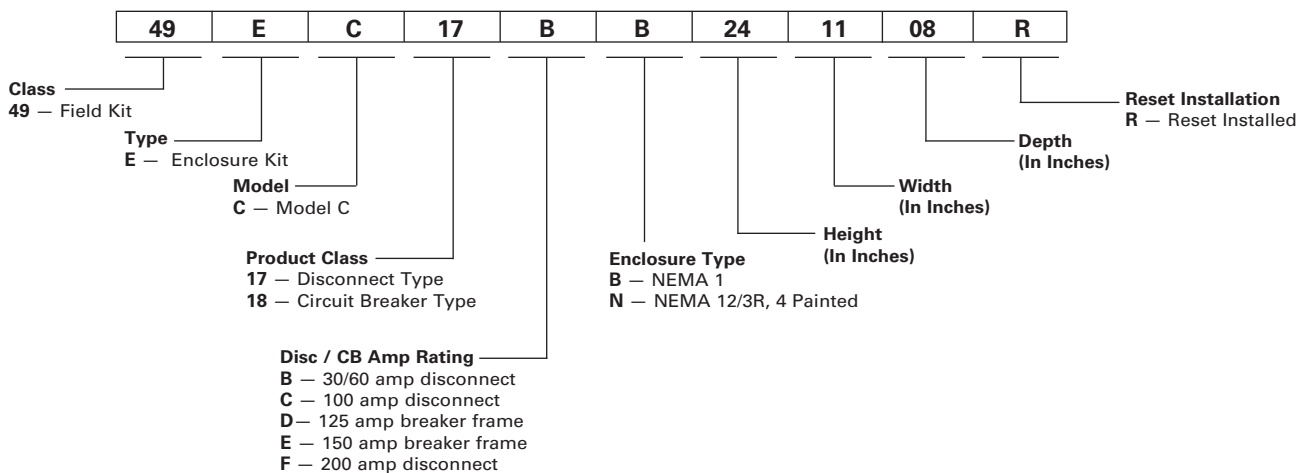 49 E C 17 B B 24 11 08 R
Class
49 — Field Kit
Type
E — Enclosure Kit
Model
C — Model C
Product Class
17 — Disconnect Type
18 — Circuit Breaker Type
Disc / CB Amp Rating
B — 30/60 amp disconnect
C — 100 amp disconnect
D— 125 amp breaker frame
E — 150 amp breaker frame
F — 200 amp disconnect
Enclosure Type
B — NEMA 1
N — NEMA 12/3R, 4 Painted
Height
(In Inches)
Width
(In Inches)
Depth
(In Inches)
Reset Installation
R — Reset Installed